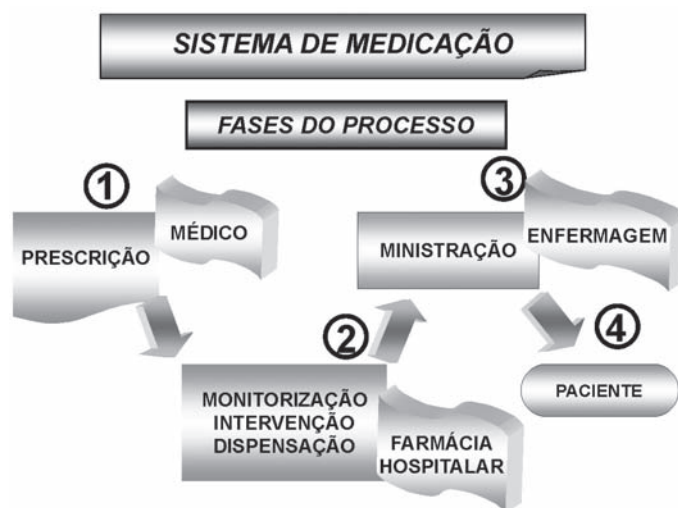 SISTEMA DE MEDICAÇÃO
FASES DO PROCESSO
1
MÉDICO
PRESCRIÇÃO
2
MONITORIZAÇÃO
INTERVENÇÃO
DISPENSAÇÃO
FARMÁCIA
HOSPITALAR
3
ENFERMAGEM
MINISTRAÇÃO
4
PACIENTE